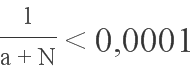 1
a + N < 0,0001